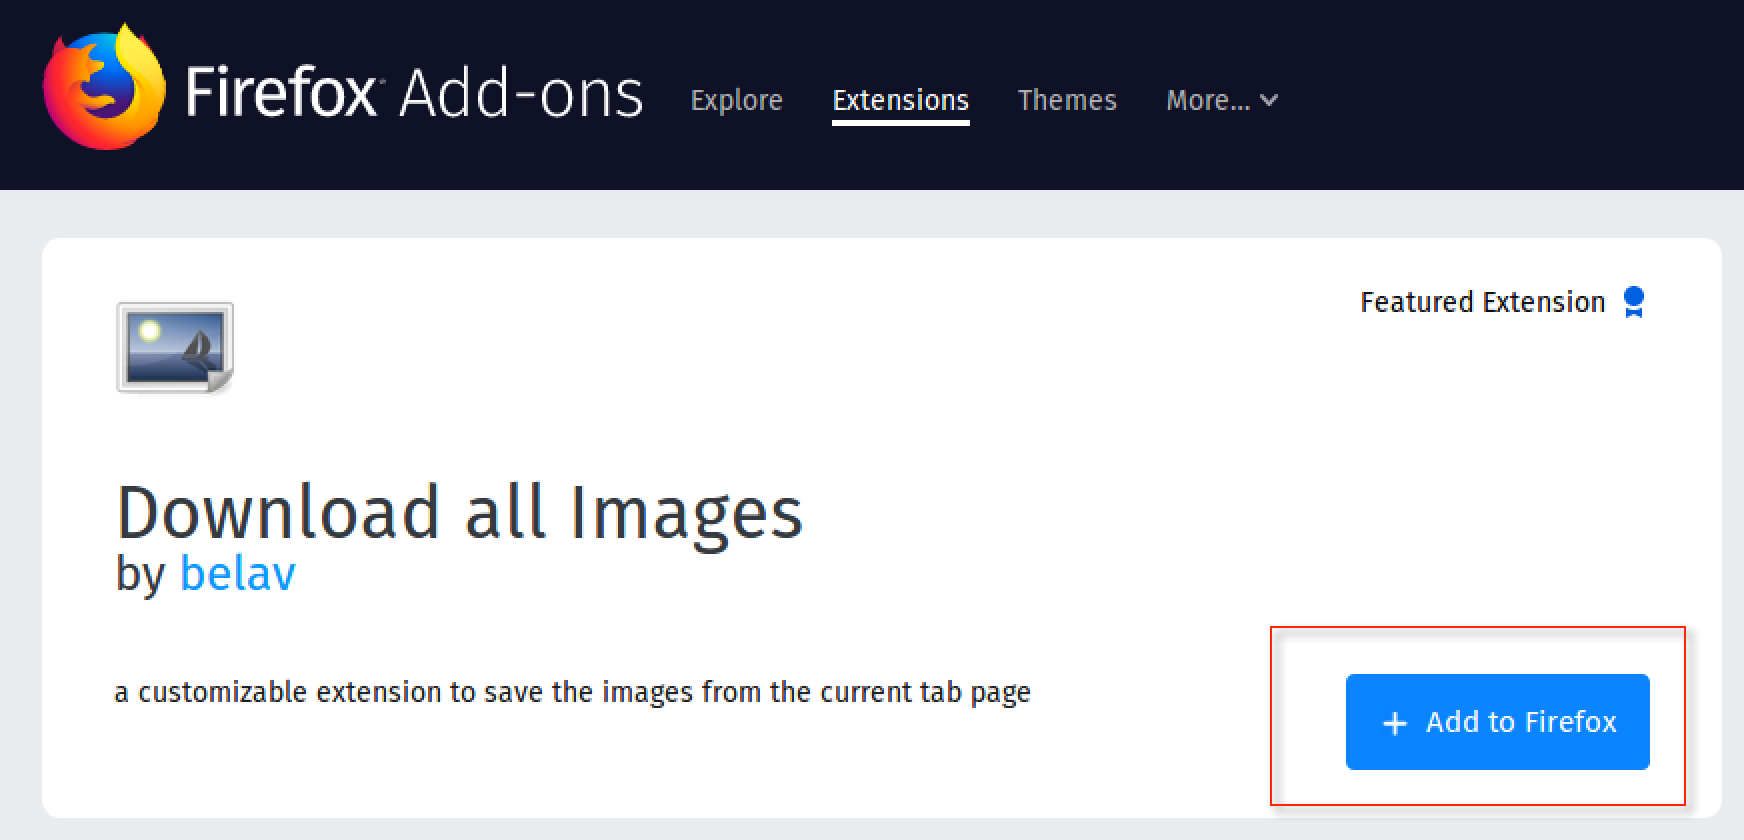 Firefox Add-ons Explore Extensions Themes More...
Featured Extension
Download all Images
by belav
a customizable extension to save the images from the current tab page
+ Add to Firefox